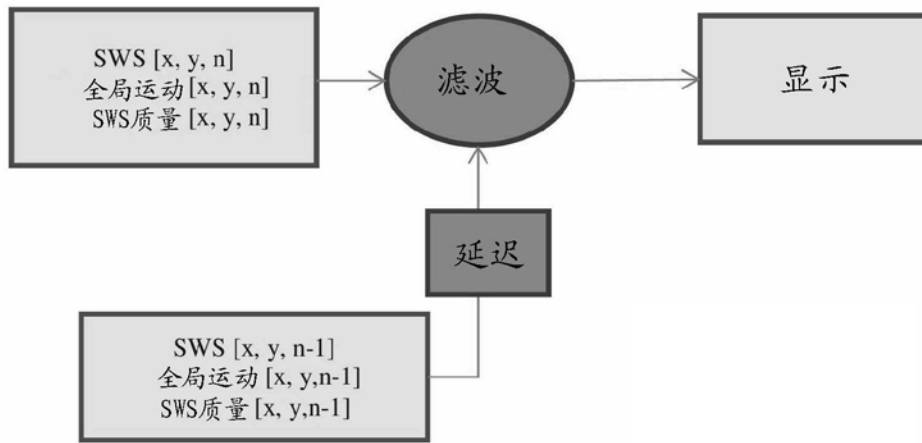 SWS [x, y, n]
全局运动 [x, y, n]
SWS质量 [x, y, n]
滤波
显示
延迟
SWS [x, y, n-1]
全局运动 [x, y,n-1]
SWS质量 [x, y,n-1]